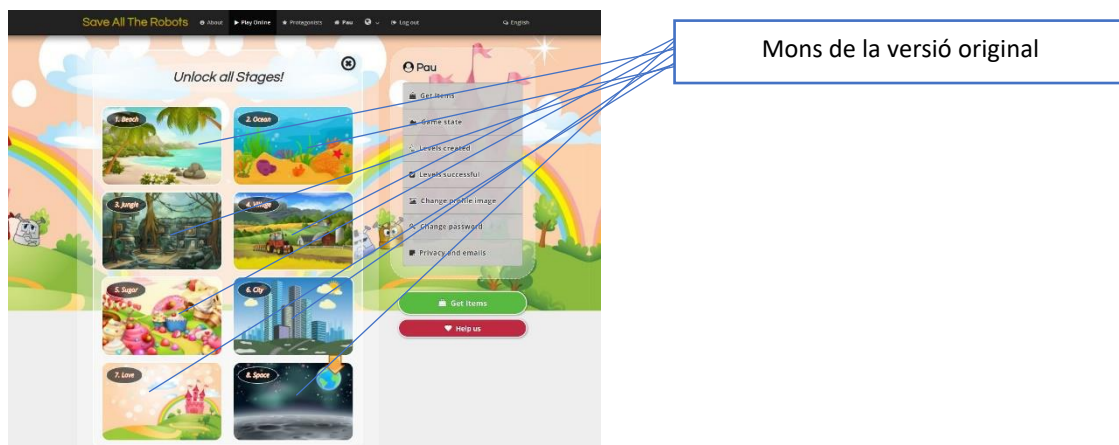 Save All The Robots About Play Online Protagonists Pau Log out English
Mons de la versió original
Unlock all Stages!
Pau
1. Beach
2. Ocean
3. Jungle
4. Village
5. Sugar
6. City
7. Love
8. Space
Get Items
Game state
Levels created
Levels successful
Change profile image
Change password
Privacy and emails
Get Items
Help us